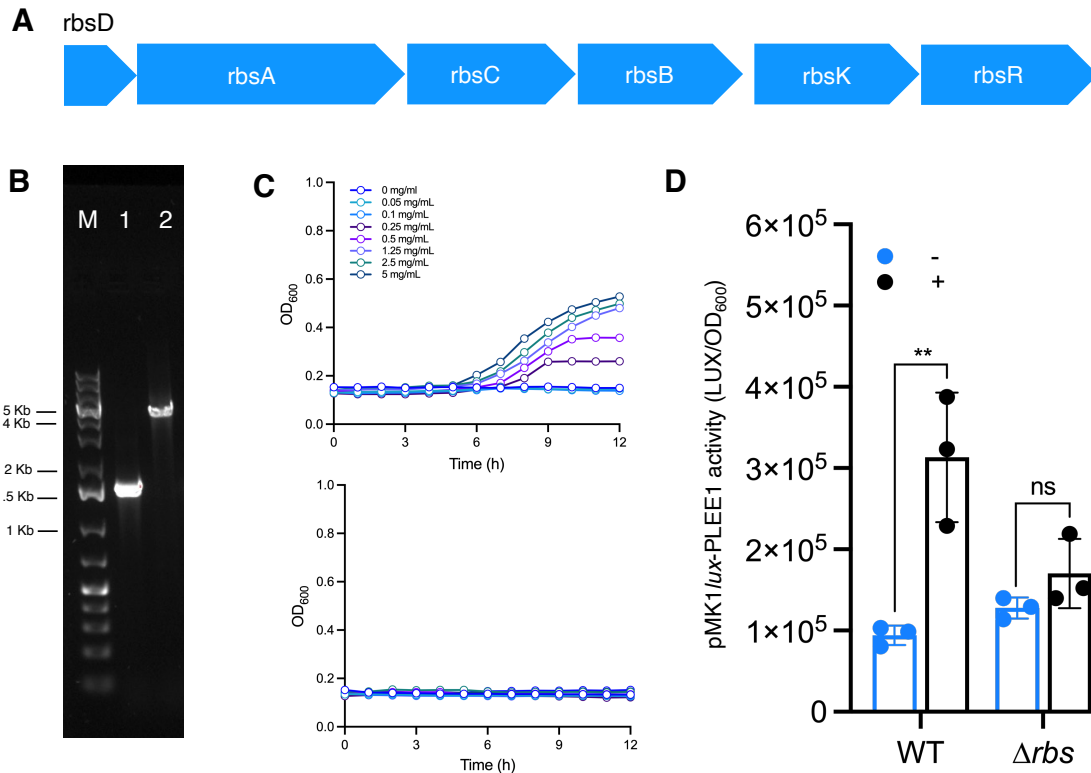 A
rbsD
rbsA
rbsC
rbsB
rbsK
rbsR
B
M 1 2
5 Kb
4 Kb
2 Kb
.5 Kb
1 Kb
C
1.0
0.8
0.6
0.4
0.2
0.0
OD600
0 mg/ml
0.05 mg/mL
0.1 mg/mL
0.25 mg/mL
0.5 mg/mL
1.25 mg/mL
2.5 mg/mL
5 mg/mL
0 3 6 9 12
Time (h)
1.0
0.8
0.6
0.4
0.2
0.0
OD600
0 3 6 9 12
Time (h)
D
pMK1lux-PLEE1 activity (LUX/OD600)
6×10⁵
5×10⁵
4×10⁵
3×10⁵
2×10⁵
1×10⁵
0
-
+
**
ns
WT
Δrbs